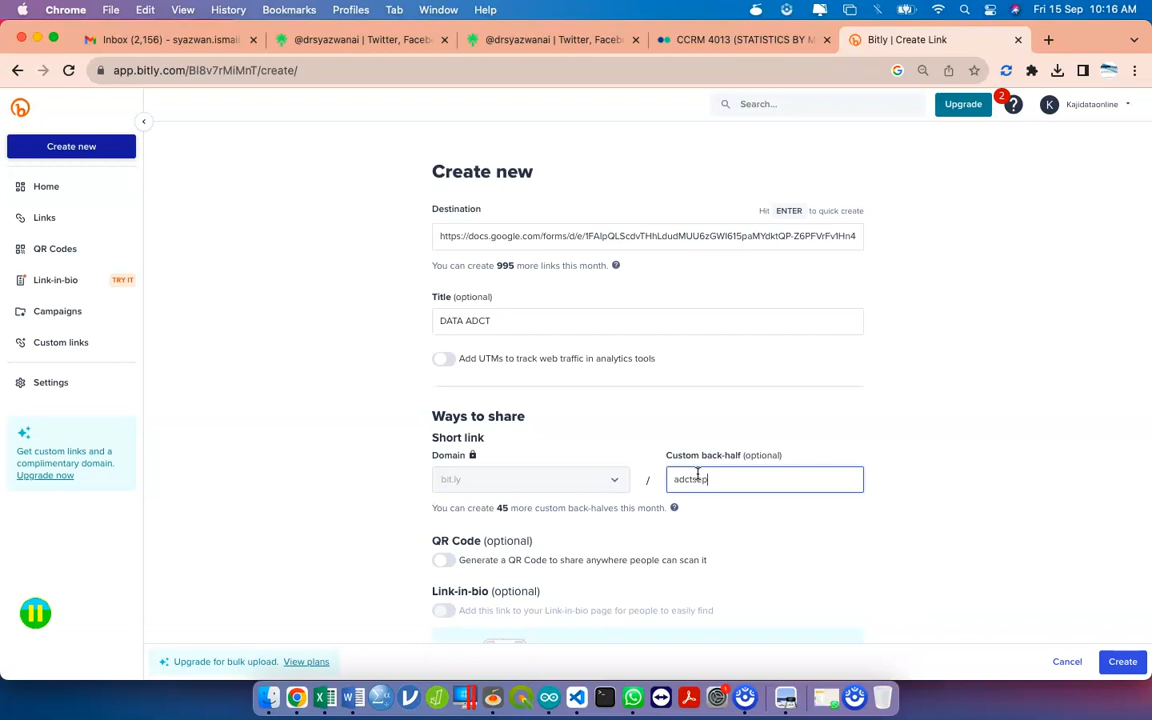 Chrome File Edit View History Bookmarks Profiles Tab Window Help Fri 15 Sep 10:16 AM
Inbox (2,156) - syazwan.ismail @drsyazwanai | Twitter, Faceb @drsyazwanai | Twitter, Faceb CCRM 4013 (STATISTICS BY M Bitly | Create Link
app.bitly.com/Bl8v7rMiMnT/create/
Search... Upgrade 2 ? K Kajidataonline
Create new
Home
Links
QR Codes
Link-in-bio TRY IT
Campaigns
Custom links
Settings
Get custom links and a
complimentary domain.
Upgrade now
Create new
Destination Hit ENTER to quick create
https://docs.google.com/forms/d/e/1FAIpQLScdvTHhLdudMUU6zGWI615paMYdktQP-Z6PFVrFv1Hn4
You can create 995 more links this month.
Title (optional)
DATA ADCT
Add UTMs to track web traffic in analytics tools
Ways to share
Short link
Domain Custom back-half (optional)
bit.ly / adctsep
You can create 45 more custom back-halves this month.
QR Code (optional)
Generate a QR Code to share anywhere people can scan it
Link-in-bio (optional)
Add this link to your Link-in-bio page for people to easily find
Upgrade for bulk upload. View plans Cancel Create